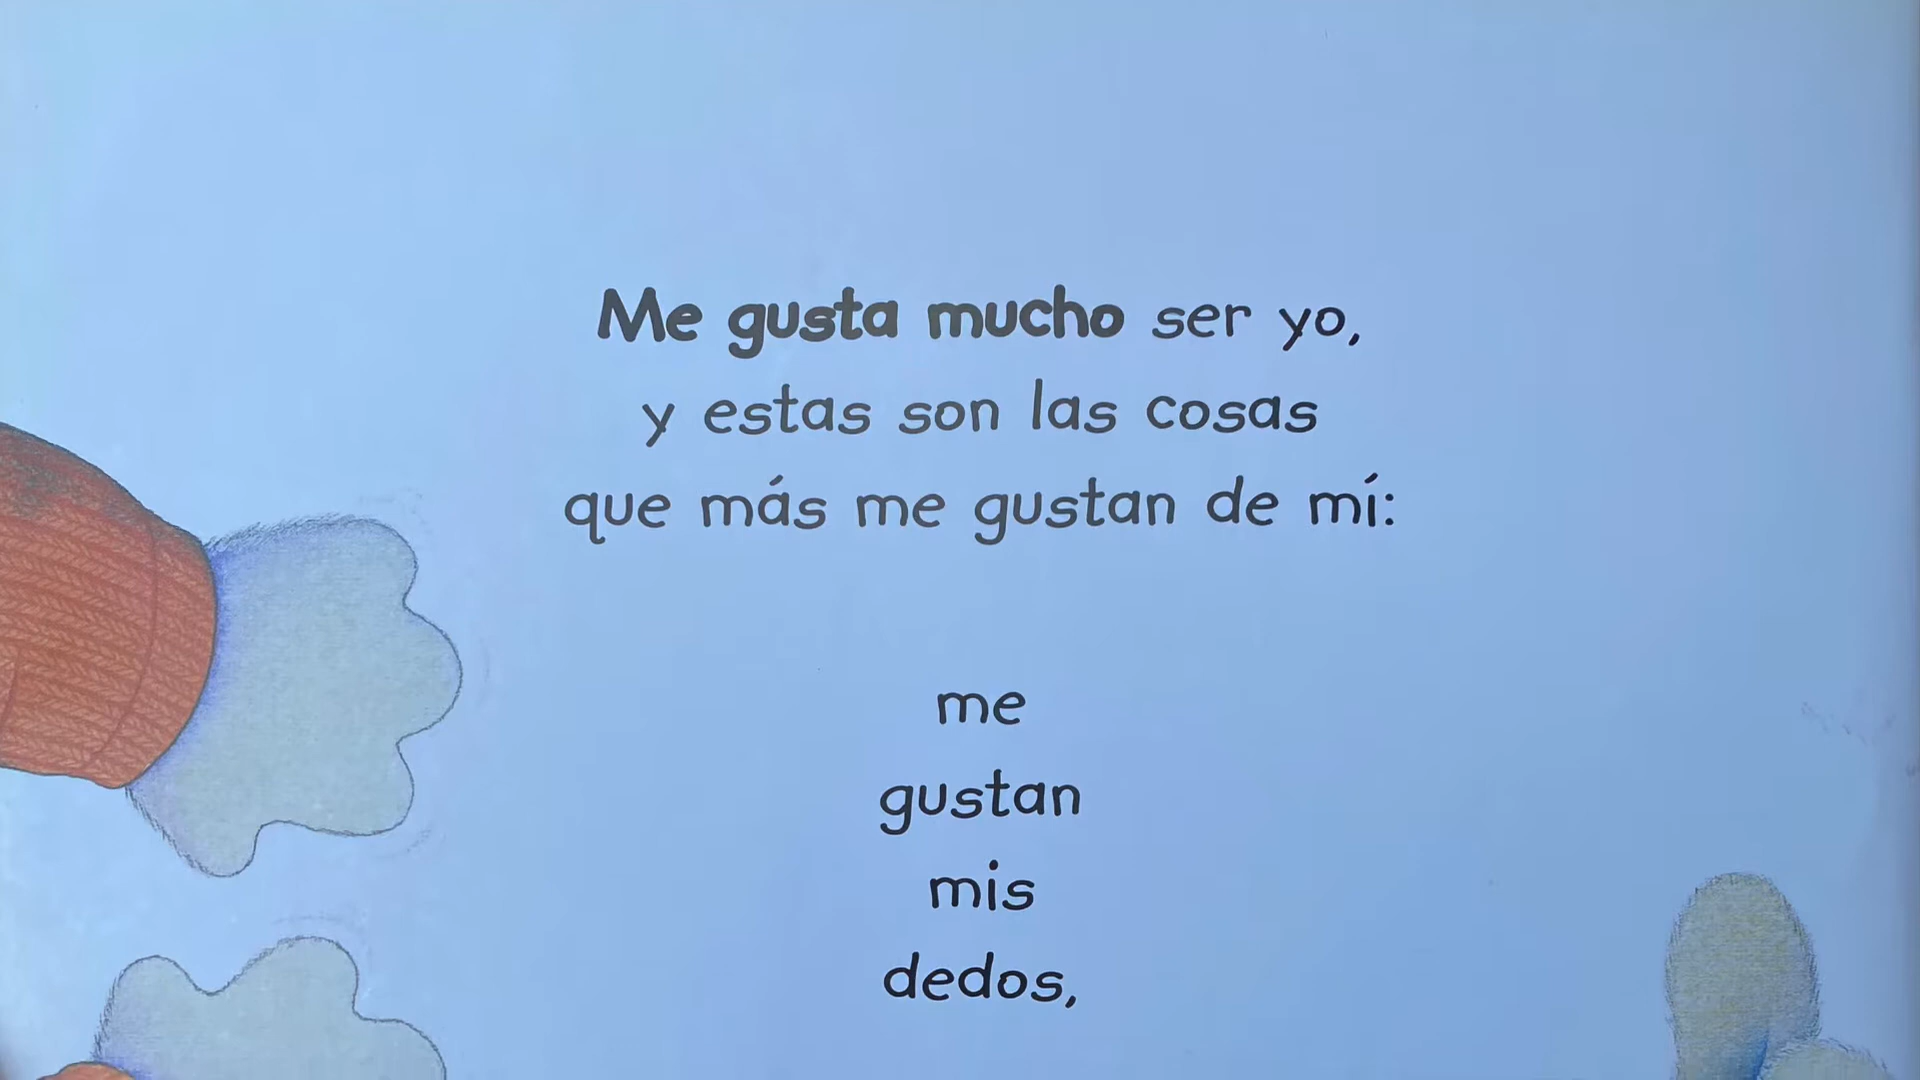 Me gusta mucho ser yo,
y estas son las cosas
que más me gustan de mí:
me
gustan
mis
dedos,